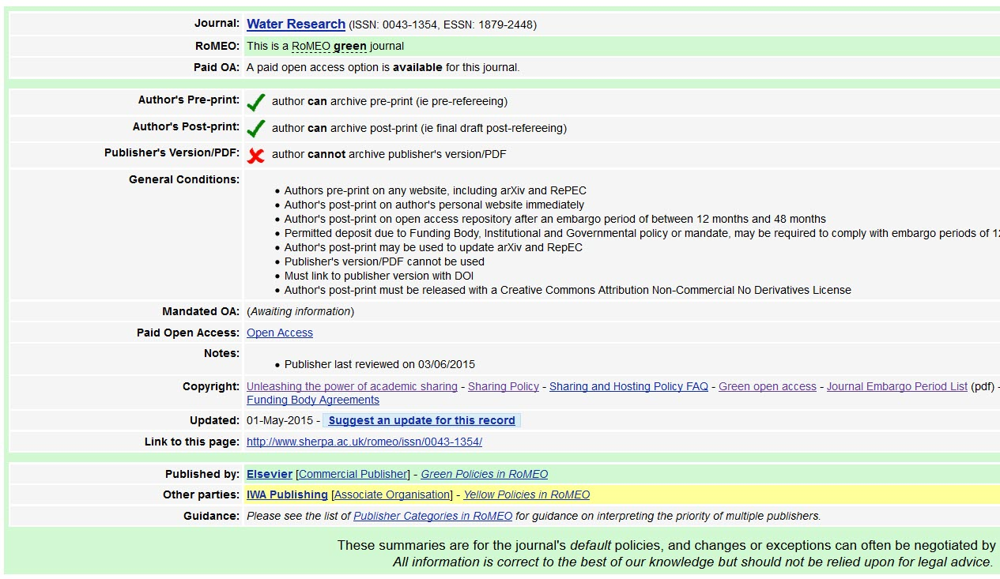 Journal: Water Research (ISSN: 0043-1354, ESSN: 1879-2448)
RoMEO: This is a RoMEO green journal
Paid OA: A paid open access option is available for this journal.
Author's Pre-print: author can archive pre-print (ie pre-refereeing)
Author's Post-print: author can archive post-print (ie final draft post-refereeing)
Publisher's Version/PDF: author cannot archive publisher's version/PDF
General Conditions:
• Authors pre-print on any website, including arXiv and RePEC
• Author's post-print on author's personal website immediately
• Author's post-print on open access repository after an embargo period of between 12 months and 48 months
• Permitted deposit due to Funding Body, Institutional and Governmental policy or mandate, may be required to comply with embargo periods of 12
• Author's post-print may be used to update arXiv and RepEC
• Publisher's version/PDF cannot be used
• Must link to publisher version with DOI
• Author's post-print must be released with a Creative Commons Attribution Non-Commercial No Derivatives License
Mandated OA: (Awaiting information)
Paid Open Access: Open Access
Notes:
• Publisher last reviewed on 03/06/2015
Copyright: Unleashing the power of academic sharing - Sharing Policy - Sharing and Hosting Policy FAQ - Green open access - Journal Embargo Period List (pdf) -
Funding Body Agreements
Updated: 01-May-2015 - Suggest an update for this record
Link to this page: http://www.sherpa.ac.uk/romeo/issn/0043-1354/
Published by: Elsevier [Commercial Publisher] - Green Policies in RoMEO
Other parties: IWA Publishing [Associate Organisation] - Yellow Policies in RoMEO
Guidance: Please see the list of Publisher Categories in RoMEO for guidance on interpreting the priority of multiple publishers.
These summaries are for the journal's default policies, and changes or exceptions can often be negotiated by
All information is correct to the best of our knowledge but should not be relied upon for legal advice.